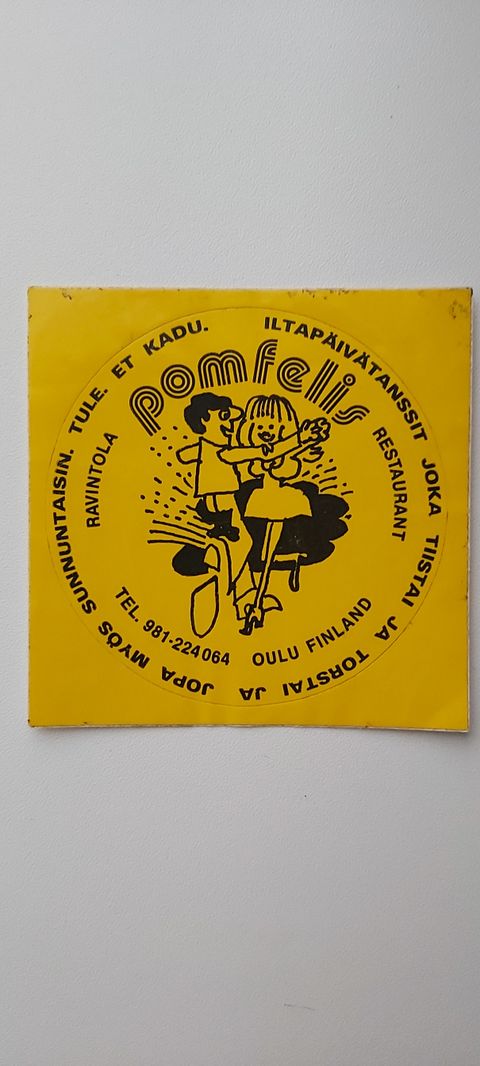 ILTAPÄIVÄTANSSIT JOKA TIISTAI JA TORSTAI JA JOPA MYÖS SUNNUNTAISIN. TULE. ET KADU.
pomfelis
RAVINTOLA
RESTAURANT
TEL. 981-224064
OULU FINLAND